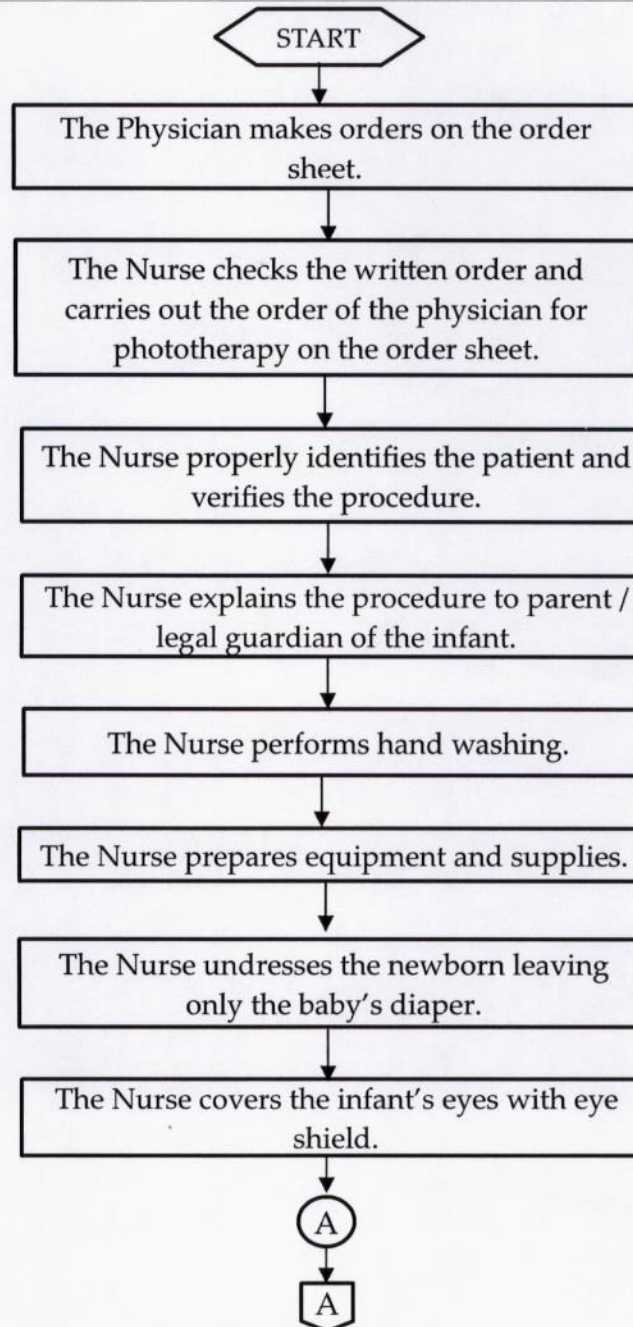 START
The Physician makes orders on the order
sheet.
The Nurse checks the written order and
carries out the order of the physician for
phototherapy on the order sheet.
The Nurse properly identifies the patient and
verifies the procedure.
The Nurse explains the procedure to parent /
legal guardian of the infant.
The Nurse performs hand washing.
The Nurse prepares equipment and supplies.
The Nurse undresses the newborn leaving
only the baby's diaper.
The Nurse covers the infant's eyes with eye
shield.
A
A